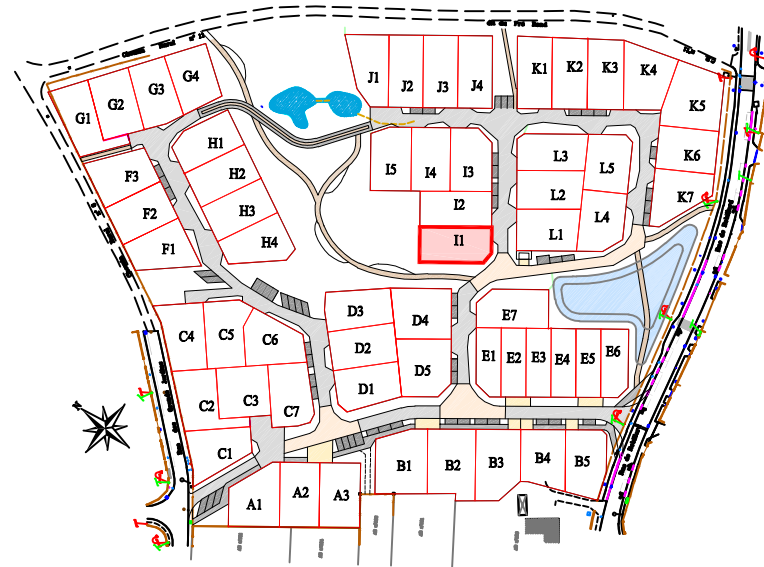 J1 J2 J3 J4 K1 K2 K3 K4
G1 G2 G3 G4 K5
H1 L3
F3 H2 I5 I4 I3 L5 K6
F2 H3 I2 L2 K7
F1 H4 I1 L1 L4
D3 D4 E7
C4 C5 C6 D2 E1 E2 E3 E4 E5 E6
C2 C3 C7 D1 D5
C1 B1 B2 B3 B4 B5
A1 A2 A3